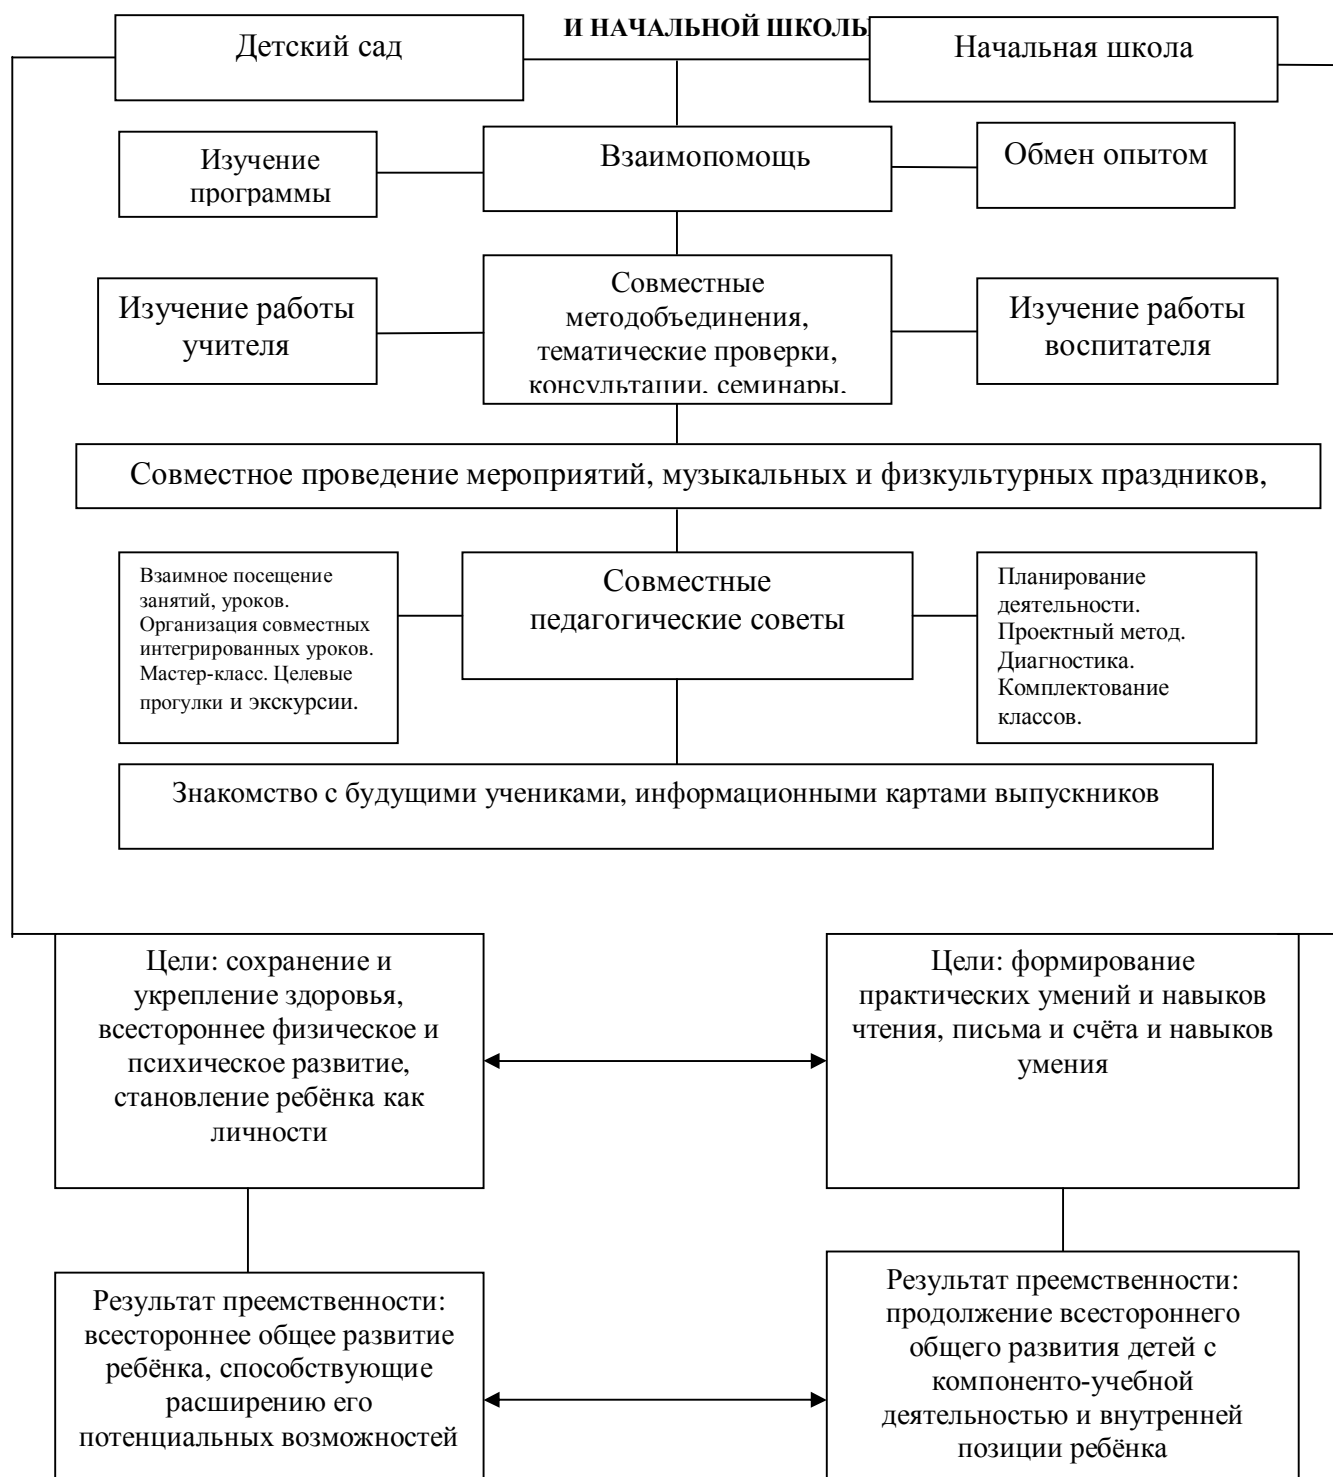 И НАЧАЛЬНОЙ ШКОЛЫ
Детский сад
Начальная школа
Изучение
программы
Взаимопомощь
Обмен опытом
Изучение работы
учителя
Совместные
методобъединения,
тематические проверки,
консультации, семинары,
Изучение работы
воспитателя
Совместное проведение мероприятий, музыкальных и физкультурных праздников,
Взаимное посещение
занятий, уроков.
Организация совместных
интегрированных уроков.
Мастер-класс. Целевые
прогулки и экскурсии.
Совместные
педагогические советы
Планирование
деятельности.
Проектный метод.
Диагностика.
Комплектование
классов.
Знакомство с будущими учениками, информационными картами выпускников
Цели: сохранение и
укрепление здоровья,
всестороннее физическое и
психическое развитие,
становление ребёнка как
личности
Цели: формирование
практических умений и навыков
чтения, письма и счёта и навыков
умения
Результат преемственности:
всестороннее общее развитие
ребёнка, способствующие
расширению его
потенциальных возможностей
Результат преемственности:
продолжение всестороннего
общего развития детей с
компоненто-учебной
деятельностью и внутренней
позиции ребёнка